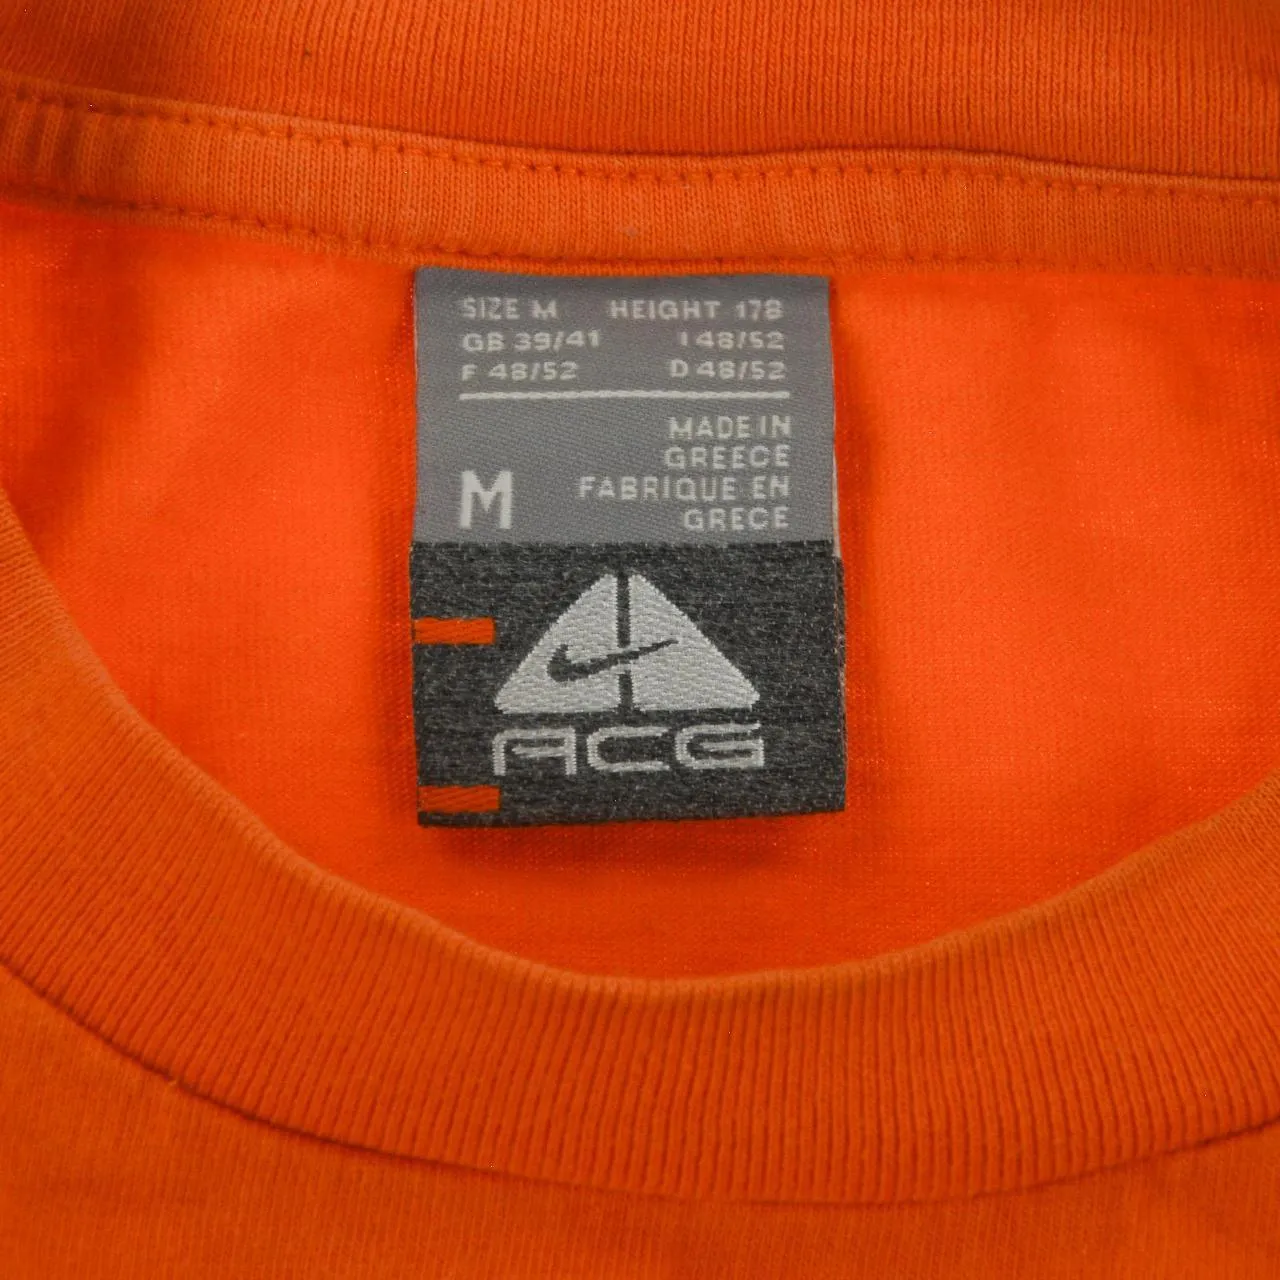 SIZE M HEIGHT 178
GB 39/41 I 48/52
F 48/52 D 48/52
MADE IN
GREECE
M FABRIQUE EN
GRECE
ACG